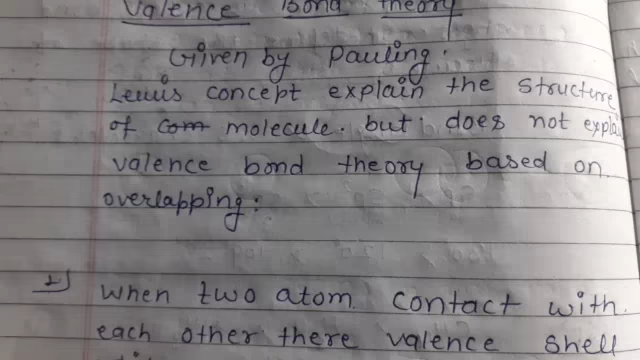 Valence Bond theory
Given by Pauling.
Lewis concept explain the structure
of com molecule. but does not expla
valence bond theory based on
overlapping:
1) when two atom contact with
each other there valence shell